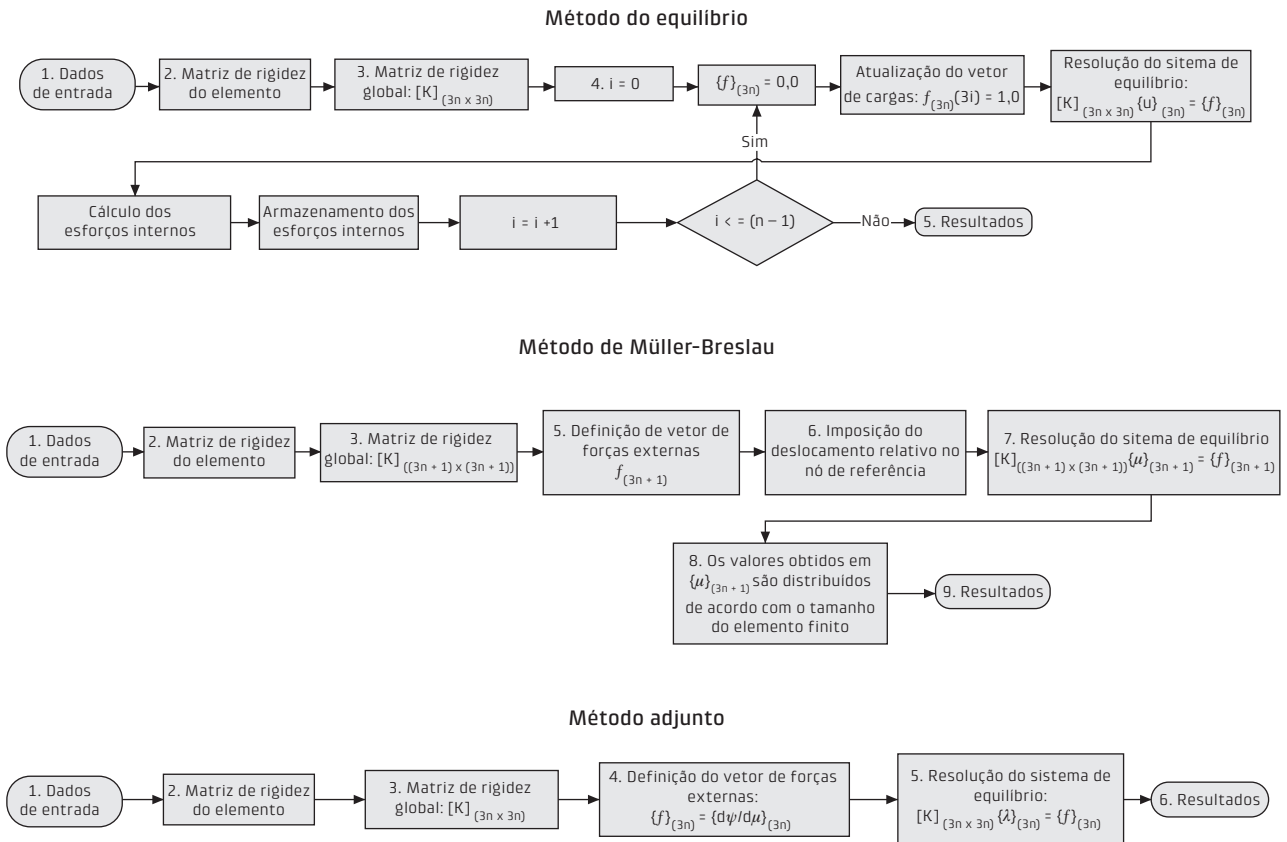 Método do equilíbrio
1. Dados
de entrada
2. Matriz de rigidez
do elemento
3. Matriz de rigidez
global: [K] (3n x 3n)
4. i = 0
{f}(3n) = 0,0
Atualização do vetor
de cargas: f(3n)(3i) = 1,0
Resolução do sitema de
equilíbrio:
[K] (3n x 3n) {u} (3n) = {f}(3n)
Sim
Cálculo dos
esforços internos
Armazenamento dos
esforços internos
i = i +1
i < = (n – 1)
Não
5. Resultados
Método de Müller-Breslau
1. Dados
de entrada
2. Matriz de rigidez
do elemento
3. Matriz de rigidez
global: [K] ((3n + 1) x (3n + 1))
5. Definição de vetor de
forças externas
f(3n + 1)
6. Imposição do
deslocamento relativo no
nó de referência
7. Resolução do sitema de equilíbrio
[K]((3n + 1) x (3n + 1)){μ}(3n + 1) = {f}(3n + 1)
8. Os valores obtidos em
{μ}(3n + 1) são distribuidos
de acordo com o tamanho
do elemento finito
9. Resultados
Método adjunto
1. Dados
de entrada
2. Matriz de rigidez
do elemento
3. Matriz de rigidez
global: [K] (3n x 3n)
4. Definição do vetor de forças
externas:
{f}(3n) = {dψ/dμ}(3n)
5. Resolução do sistema de
equilíbrio:
[K] (3n x 3n) {λ}(3n) = {f}(3n)
6. Resultados